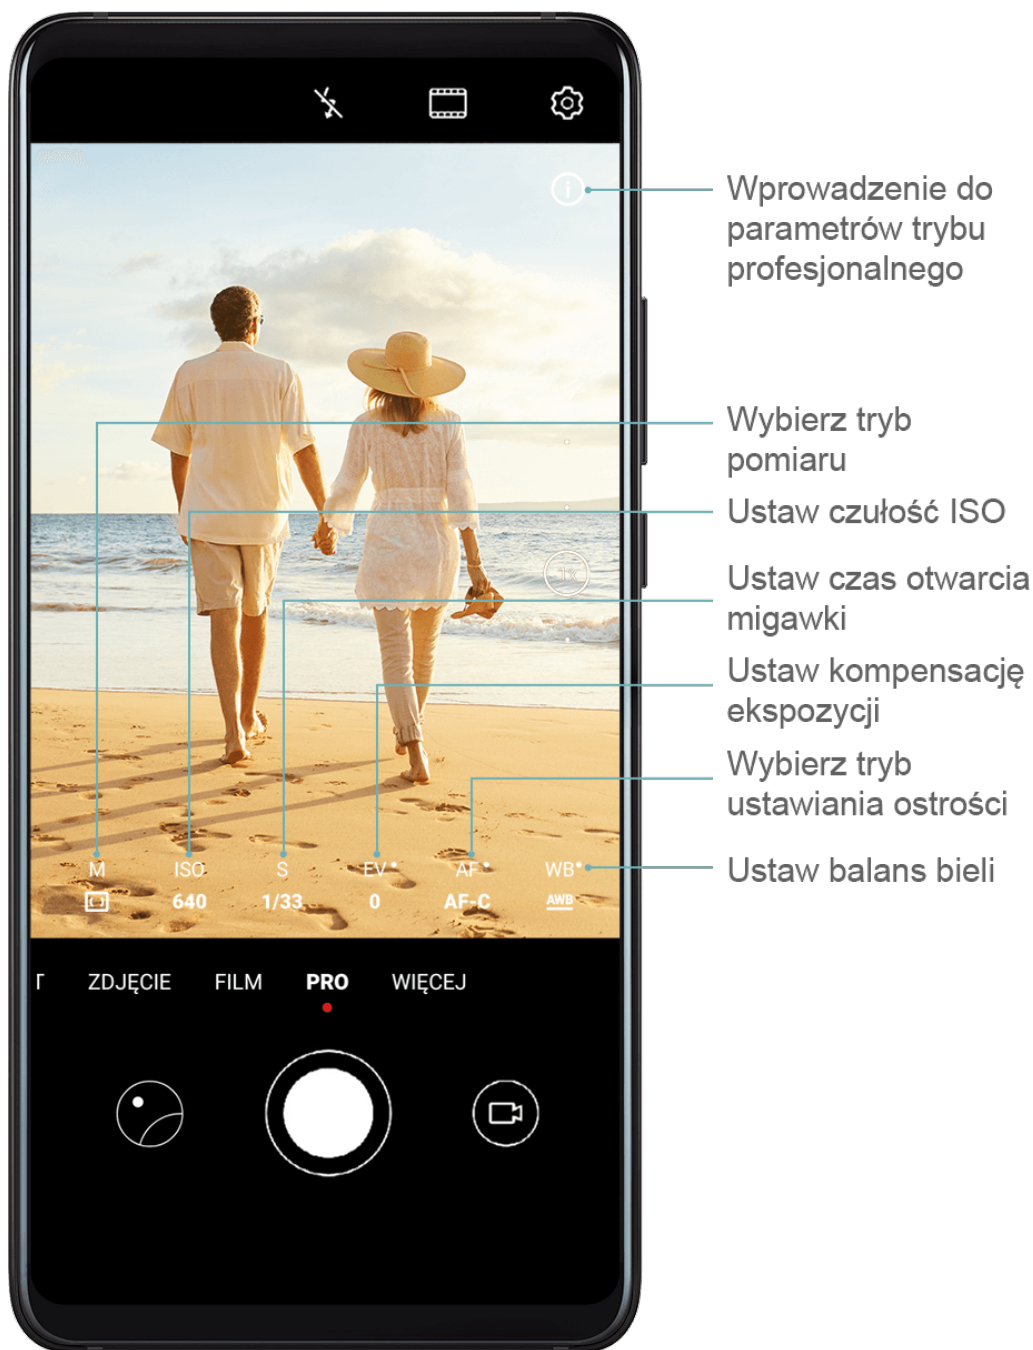 Wprowadzenie do
parametrów trybu
profesjonalnego
Wybierz tryb
pomiaru
Ustaw czułość ISO
1x
Ustaw czas otwarcia
migawki
Ustaw kompensację
ekspozycji
Wybierz tryb
ustawiania ostrości
M ISO S EV AF WB
Ustaw balans bieli
640 1/33 0 AF-C AWB
T ZDJĘCIE FILM PRO WIĘCEJ